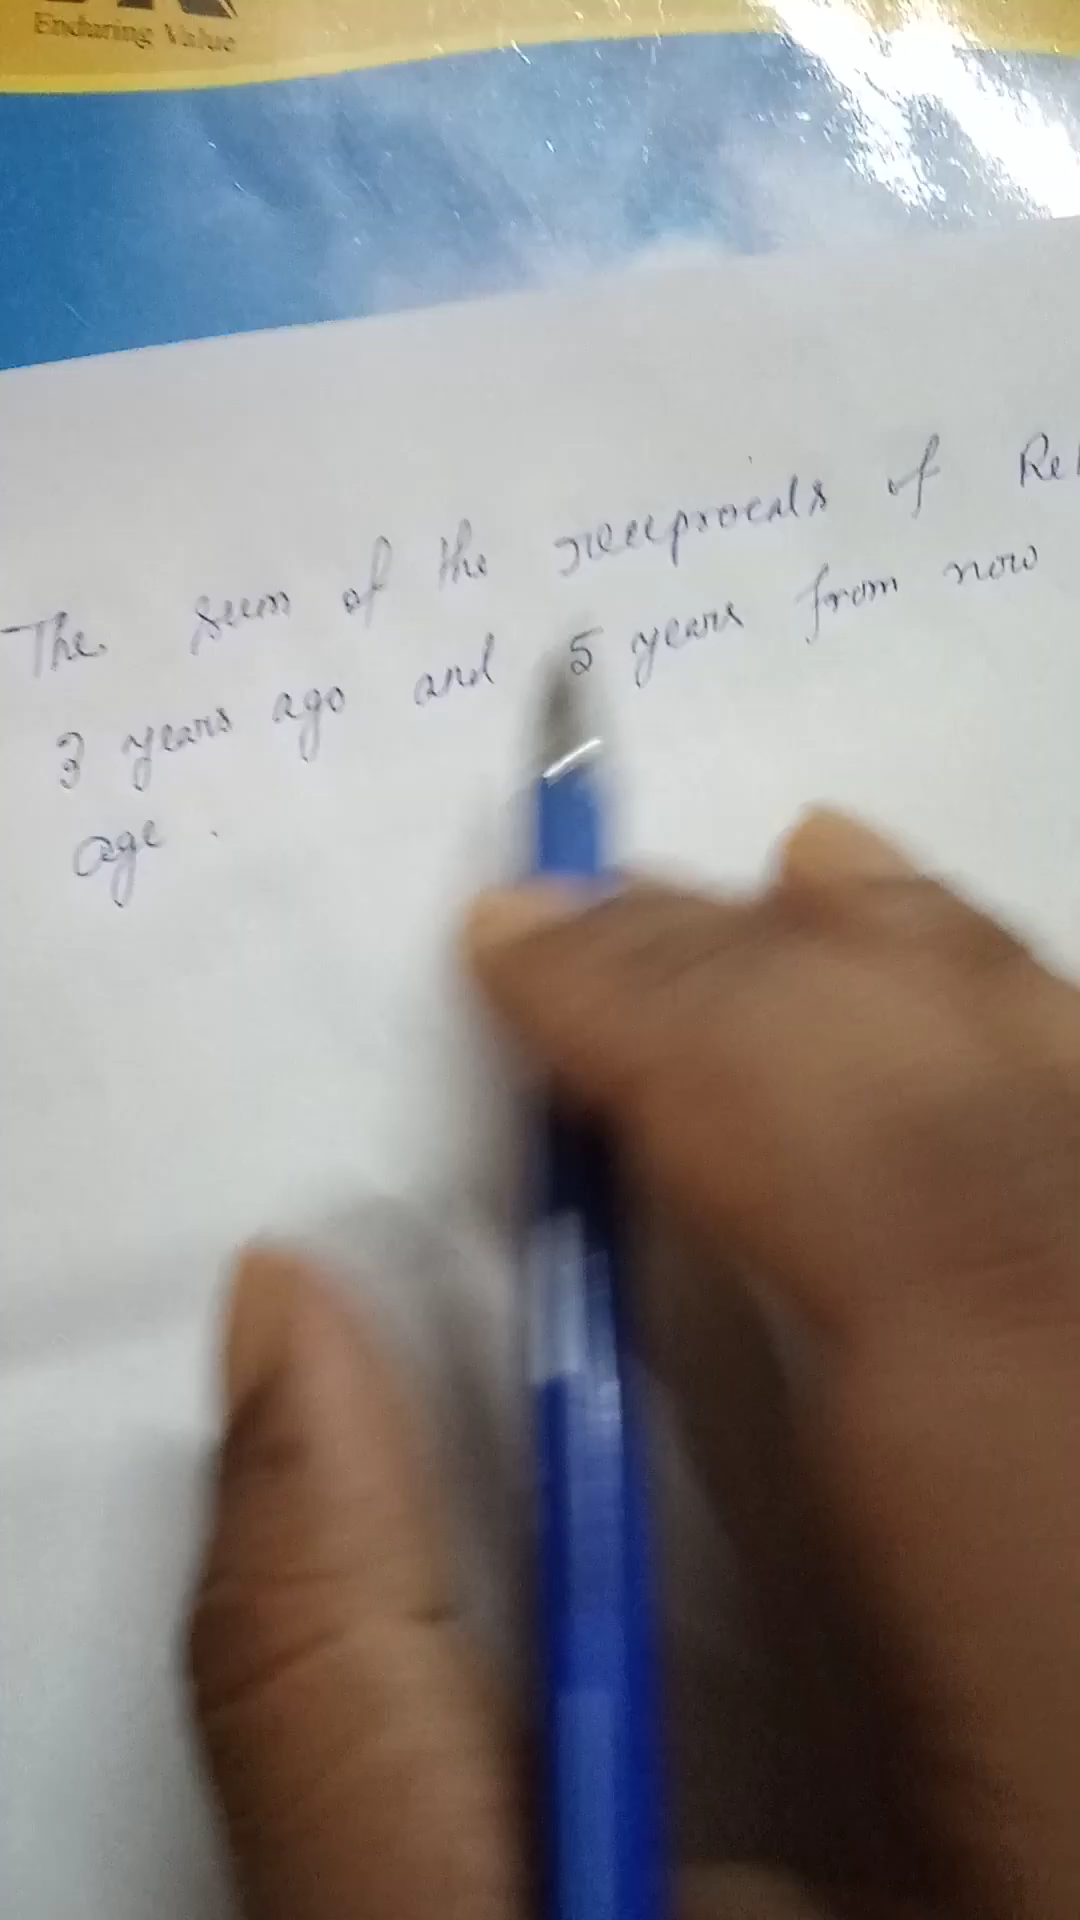 Enduring Value
The sum of the reciprocals of
3 years ago and 5 years from now
age.